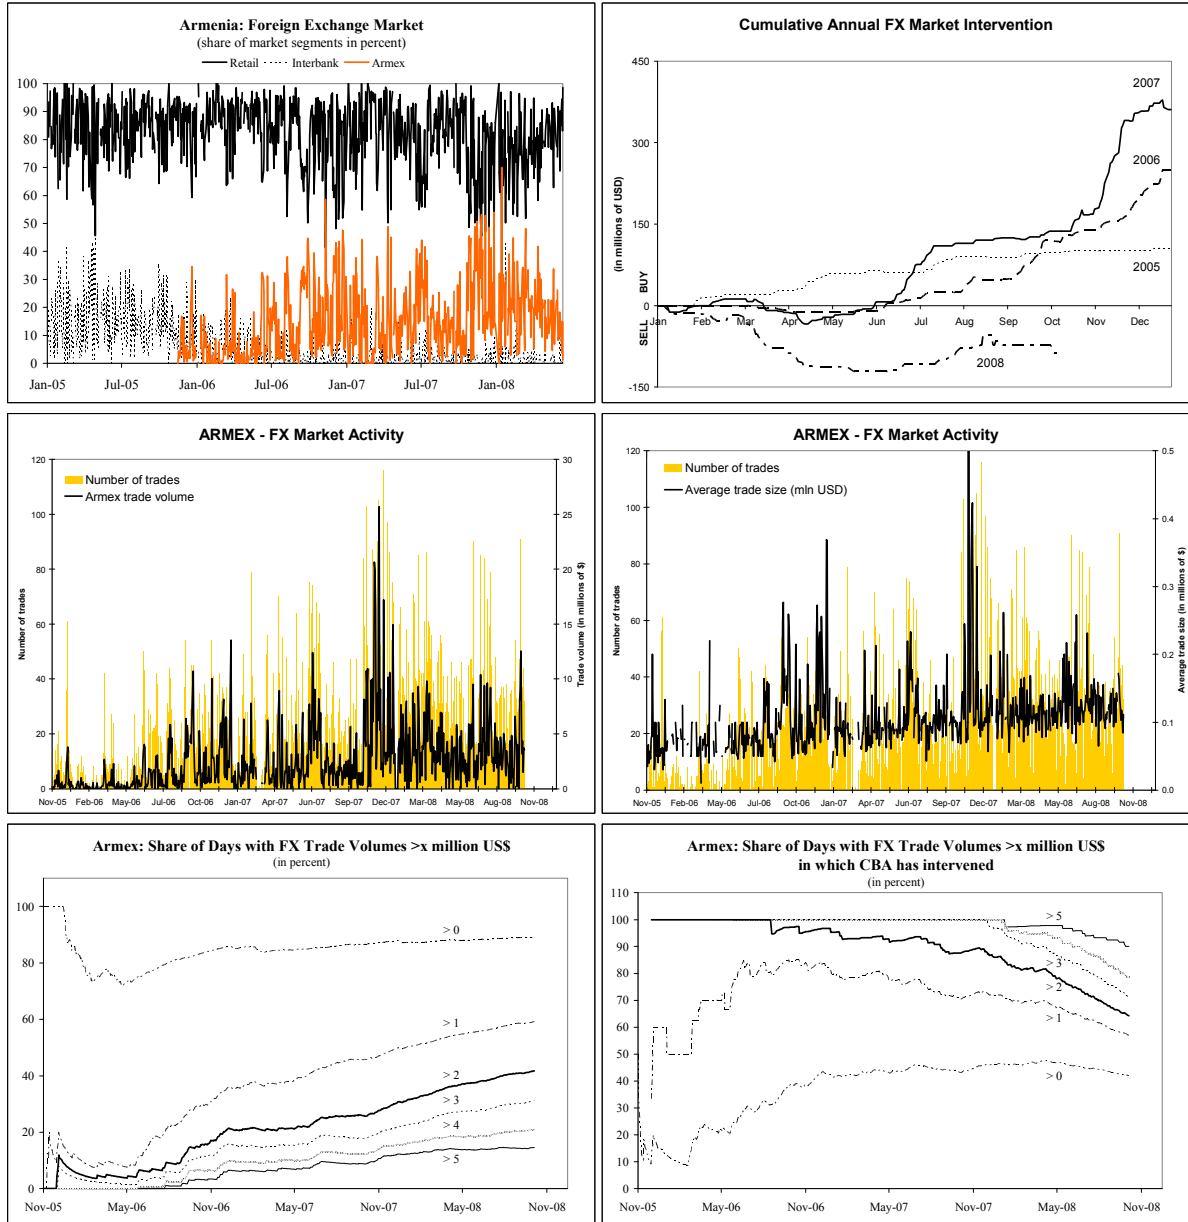 Armenia: Foreign Exchange Market
(share of market segments in percent)
Retail Interbank Armex
100
90
80
70
60
50
40
30
20
10
0
Jan-05 Jul-05 Jan-06 Jul-06 Jan-07 Jul-07 Jan-08
Cumulative Annual FX Market Intervention
450
300
150
0
-150
(in millions of USD)
SELL BUY
Jan Feb Mar Apr May Jun Jul Aug Sep Oct Nov Dec
2007
2006
2005
2008
ARMEX - FX Market Activity
Number of trades
Armex trade volume
120
100
80
60
40
20
0
Number of trades
30
25
20
15
10
5
0
Trade volume (in millions of $)
Nov-05 Feb-06 May-06 Jul-06 Oct-06 Jan-07 Apr-07 Jun-07 Sep-07 Dec-07 Mar-08 May-08 Aug-08 Nov-08
ARMEX - FX Market Activity
Number of trades
Average trade size (mln USD)
120
100
80
60
40
20
0
Number of trades
0.5
0.4
0.3
0.2
0.1
0.0
Average trade size (in millions of $)
Nov-05 Feb-06 May-06 Jul-06 Oct-06 Jan-07 Apr-07 Jun-07 Sep-07 Dec-07 Mar-08 May-08 Aug-08 Nov-08
Armex: Share of Days with FX Trade Volumes >x million US$
(in percent)
100
80
60
40
20
0
> 0
> 1
> 2
> 3
> 4
> 5
Nov-05 May-06 Nov-06 May-07 Nov-07 May-08 Nov-08
Armex: Share of Days with FX Trade Volumes >x million US$
in which CBA has intervened
(in percent)
110
100
90
80
70
60
50
40
30
20
10
0
> 5
> 3
> 2
> 1
> 0
Nov-05 May-06 Nov-06 May-07 Nov-07 May-08 Nov-08